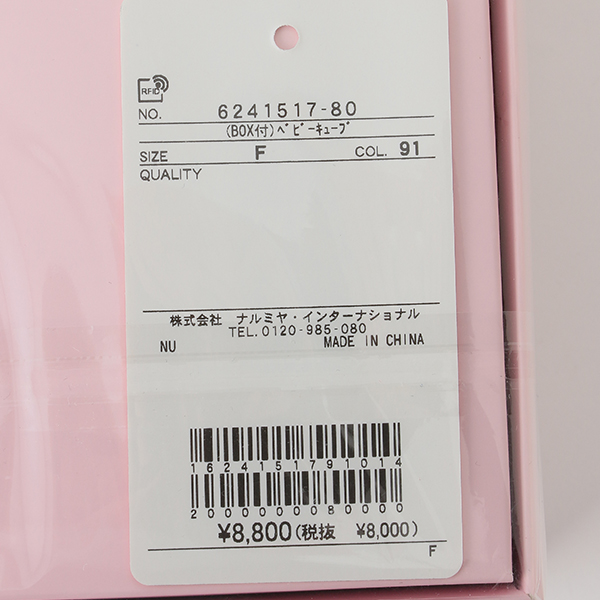 RFID
NO. 6241517-80
(BOX付)ﾍﾞﾋﾞｰｷｭｰﾌﾞ
SIZE F COL. 91
QUALITY
株式会社 ナルミヤ・インターナショナル
TEL.0120-985-080
NU MADE IN CHINA
1624151791014
2000000080000
¥8,800(税抜 ¥8,000)
F